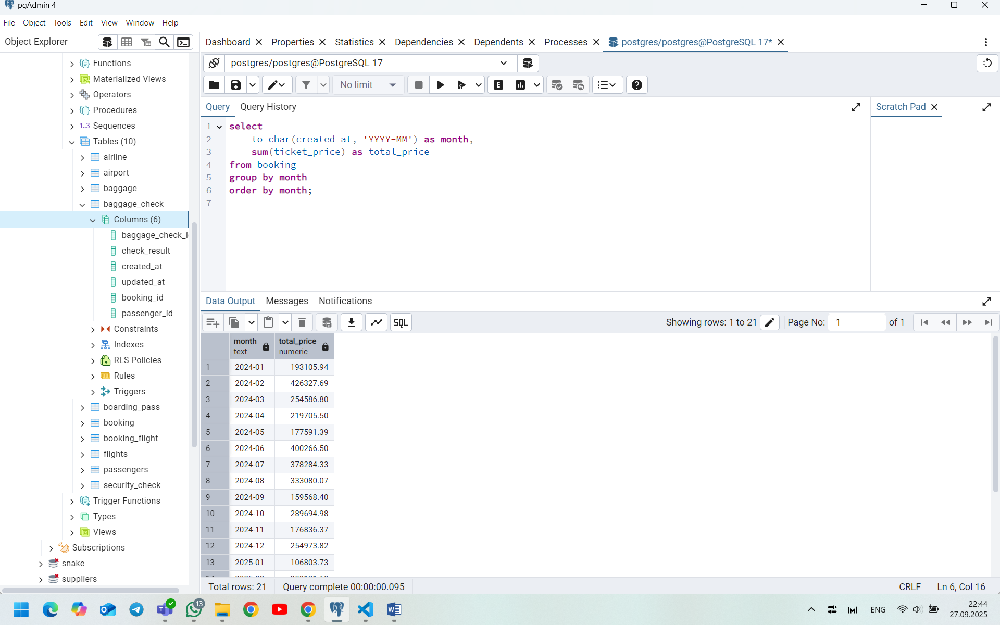 pgAdmin 4
File Object Tools Edit View Window Help
Object Explorer
Dashboard Properties Statistics Dependencies Dependents Processes postgres/postgres@PostgreSQL 17*
postgres/postgres@PostgreSQL 17
No limit
E
Query Query History
Scratch Pad
1 select
2 to_char(created_at, 'YYYY-MM') as month,
3 sum(ticket_price) as total_price
4 from booking
5 group by month
6 order by month;
7
Functions
Materialized Views
Operators
Procedures
1..3 Sequences
Tables (10)
airline
airport
baggage
baggage_check
Columns (6)
baggage_check_i
check_result
created_at
updated_at
booking_id
passenger_id
Constraints
Indexes
RLS Policies
Rules
Triggers
boarding_pass
booking
booking_flight
flights
passengers
security_check
Trigger Functions
Types
Views
Subscriptions
snake
suppliers
Data Output Messages Notifications
SQL
Showing rows: 1 to 21 Page No: 1 of 1
month total_price
text numeric
1 2024-01 193105.94
2 2024-02 426327.69
3 2024-03 254586.80
4 2024-04 219705.50
5 2024-05 177591.39
6 2024-06 400266.50
7 2024-07 378284.33
8 2024-08 333080.07
9 2024-09 159568.40
10 2024-10 289694.98
11 2024-11 176836.37
12 2024-12 254973.82
13 2025-01 106803.73
Total rows: 21 Query complete 00:00:00.095 CRLF Ln 6, Col 16
13
ENG
22:44
27.09.2025